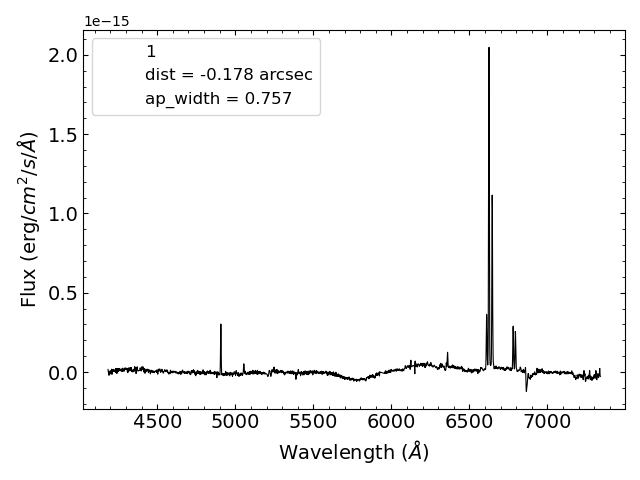 1e−15
1
dist = -0.178 arcsec
ap_width = 0.757
2.0
1.5
1.0
0.5
0.0
Flux (erg/cm²/s/Å)
4500 5000 5500 6000 6500 7000
Wavelength (Å)